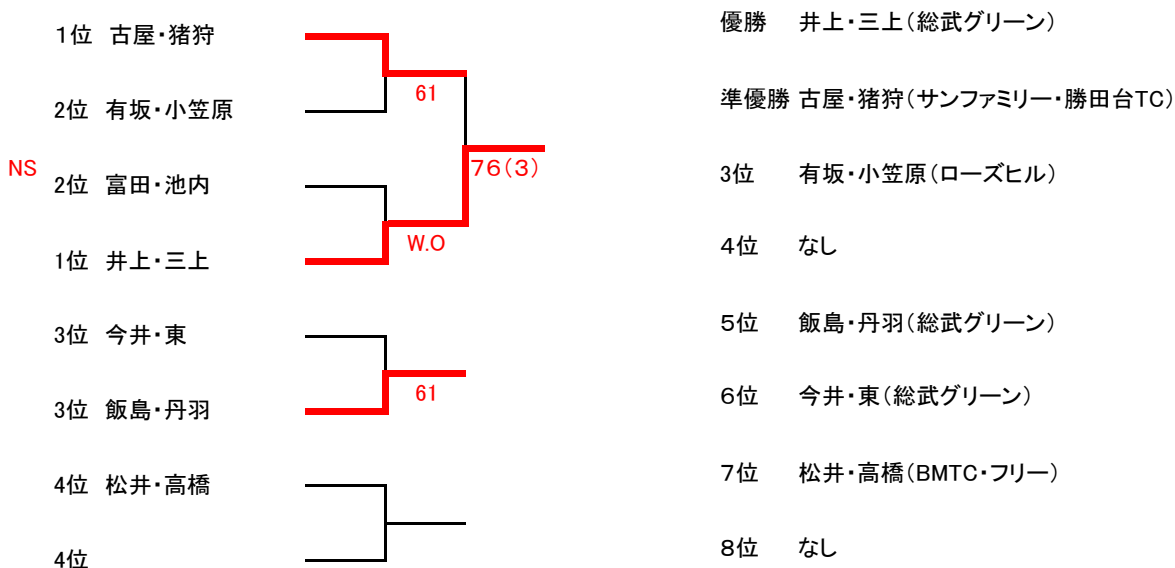 1位 古屋・猪狩
61
2位 有坂・小笠原
NS
2位 富田・池内
76(3)
W.O
1位 井上・三上
3位 今井・東
61
3位 飯島・丹羽
4位 松井・高橋
4位
優勝 井上・三上(総武グリーン)
準優勝 古屋・猪狩(サンファミリー・勝田台TC)
3位 有坂・小笠原(ローズヒル)
4位 なし
5位 飯島・丹羽(総武グリーン)
6位 今井・東(総武グリーン)
7位 松井・高橋(BMTC・フリー)
8位 なし